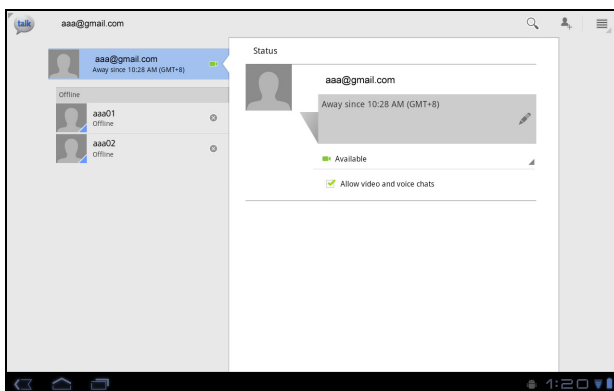 talk
aaa@gmail.com
aaa@gmail.com
Away since 10:28 AM (GMT+8)
Offline
aaa01
Offline
aaa02
Offline
Status
aaa@gmail.com
Away since 10:28 AM (GMT+8)
Available
Allow video and voice chats
1:20